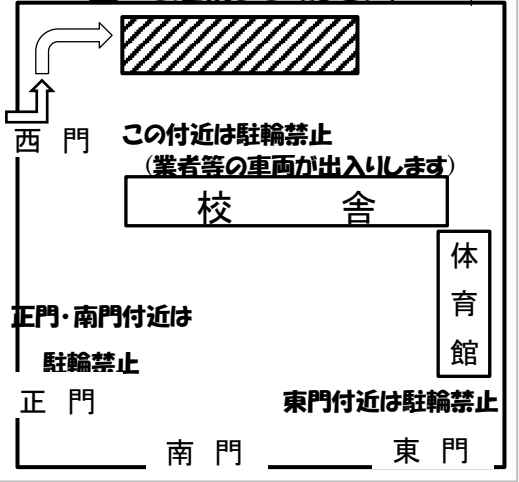 西 門
この付近は駐輪禁止
(業者等の車両が出入りします)
校 舎
体
育
館
正門・南門付近は
駐輪禁止
正 門
東門付近は駐輪禁止
南 門
東 門